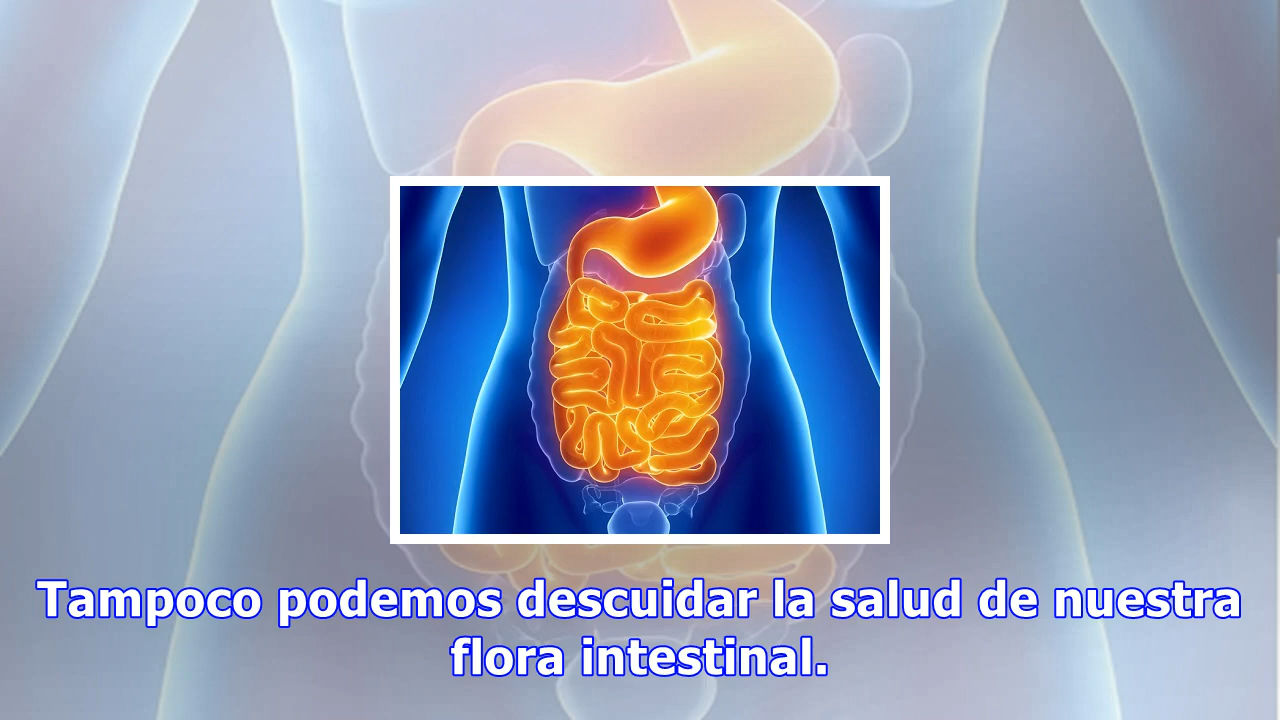 Tampoco podemos descuidar la salud de nuestra
flora intestinal.